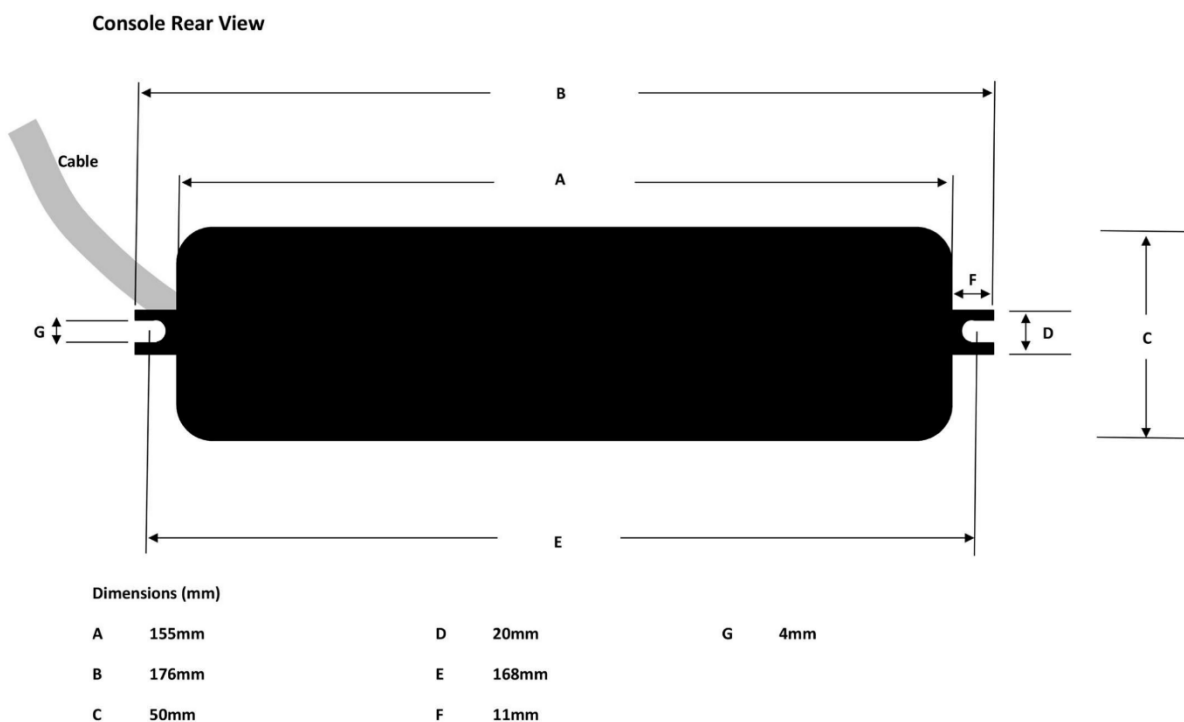 Console Rear View
B
Cable
A
F
G
D
C
E
Dimensions (mm)
A 155mm D 20mm G 4mm
B 176mm E 168mm
C 50mm F 11mm